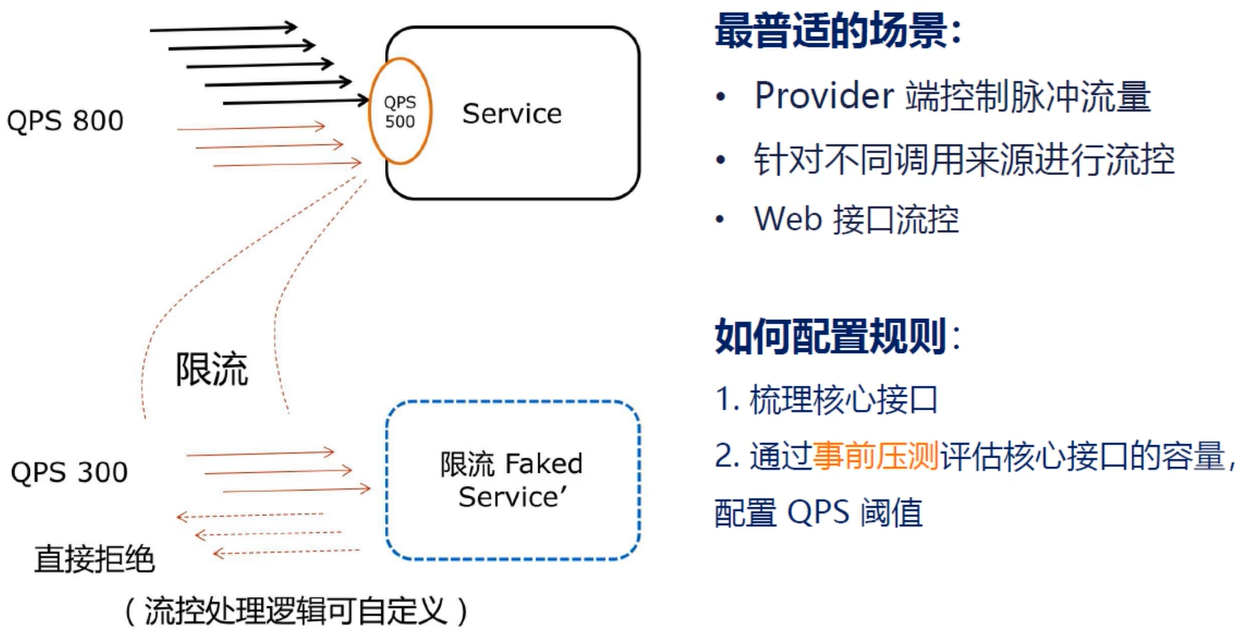 QPS 800
QPS
500
Service
限流
QPS 300
限流 Faked
Service’
直接拒绝
（流控处理逻辑可自定义）
最普适的场景：
• Provider 端控制脉冲流量
• 针对不同调用来源进行流控
• Web 接口流控
如何配置规则：
1. 梳理核心接口
2. 通过事前压测评估核心接口的容量，
配置 QPS 阈值